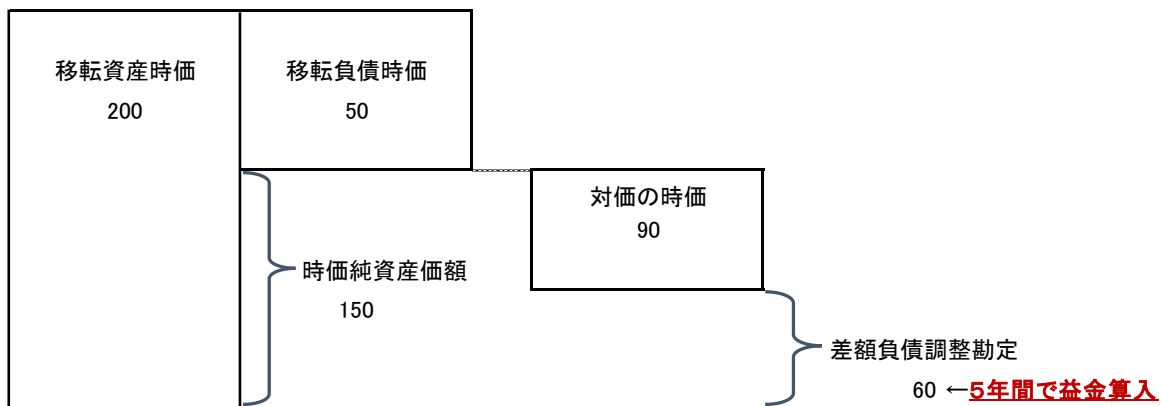 移転資産時価
200
移転負債時価
50
対価の時価
90
時価純資産価額
150
差額負債調整勘定
60 ←5年間で益金算入